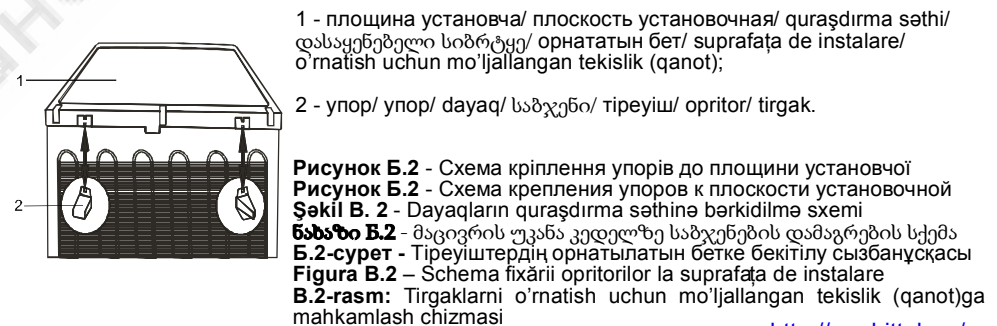 1 - площина установча/ плоскость установочная/ quraşdırma səthi/
დასაყენებელი სიბრტყე/ орнататын бет/ suprafaţa de instalare/
o’rnatish uchun mo’ljallangan tekislik (qanot);
2 - упор/ упор/ dayaq/ საბჯენი/ тіреуіш/ opritor/ tirgak.
1
2
Рисунок Б.2 - Схема кріплення упорів до площини установчої
Рисунок Б.2 - Схема крепления упоров к плоскости установочной
Şəkil B. 2 - Dayaqların quraşdırma səthinə bərkidilmə sxemi
ნახაზი Б.2 - მაცივრის უკანა კედელზე საბჯენების დამაგრების სქემა
Б.2-сурет - Тіреуіштердің орнатылатын бетке бекітілу сызбанұсқасы
Figura B.2 – Schema fixării opritorilor la suprafaţa de instalare
B.2-rasm: Tirgaklarni o’rnatish uchun mo’ljallangan tekislik (qanot)ga
mahkamlash chizmasi